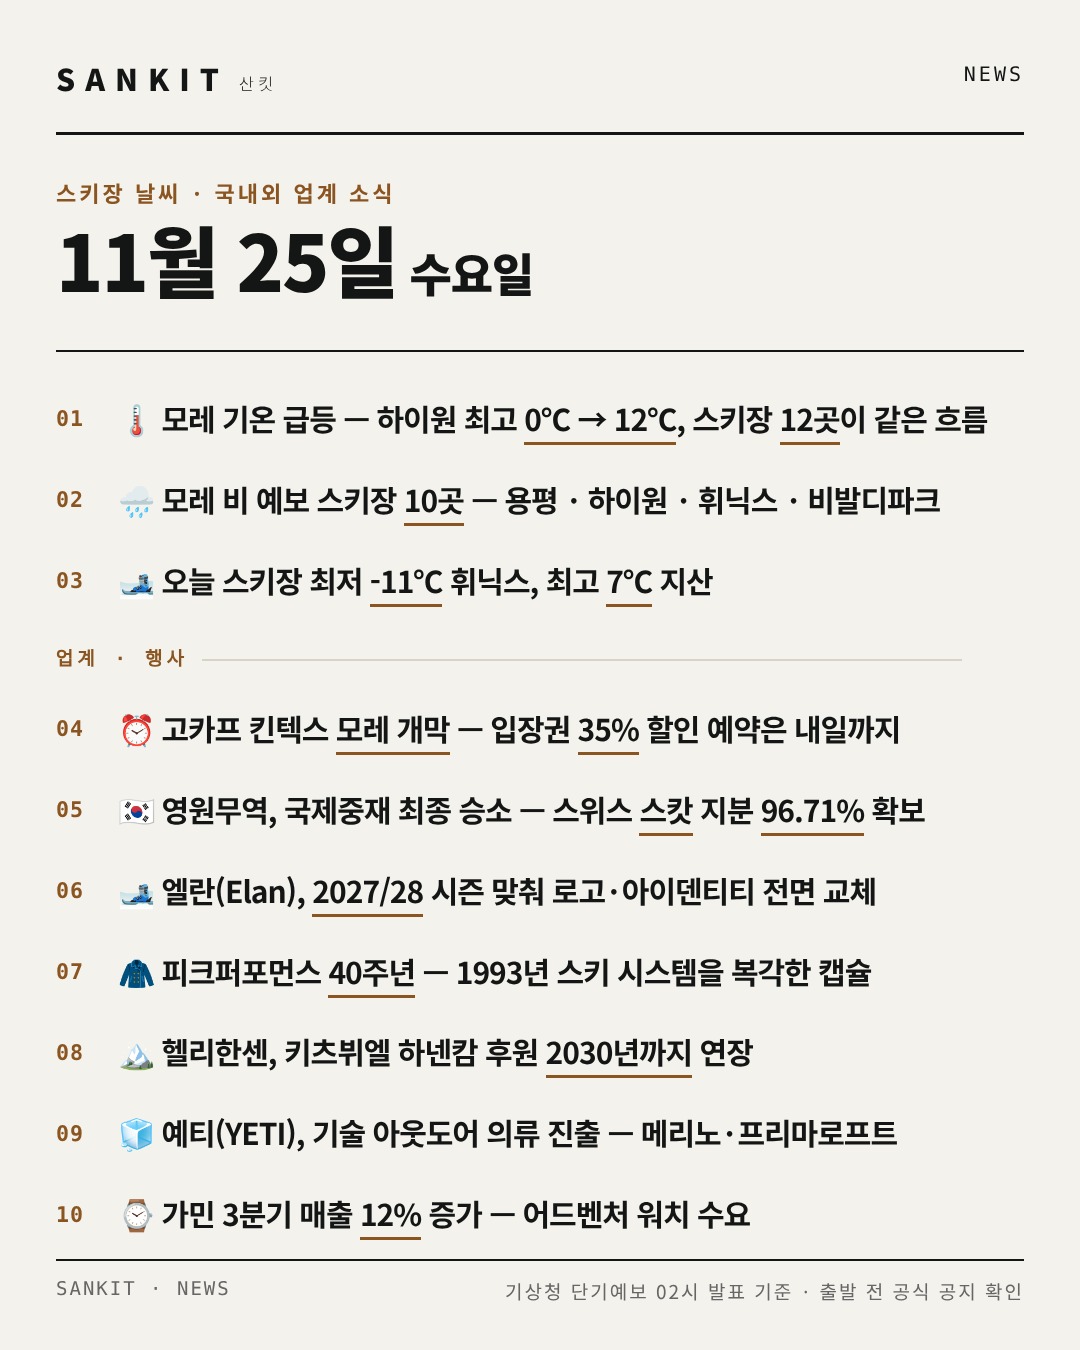 SANKIT 산킷
NEWS
스키장 날씨 · 국내외 업계 소식
11월 25일 수요일
01 모레 기온 급등 — 하이원 최고 0℃ → 12℃, 스키장 12곳이 같은 흐름
02 모레 비 예보 스키장 10곳 — 용평 · 하이원 · 휘닉스 · 비발디파크
03 오늘 스키장 최저 -11℃ 휘닉스, 최고 7℃ 지산
업계 · 행사
04 고카프 킨텍스 모레 개막 — 입장권 35% 할인 예약은 내일까지
05 영원무역, 국제중재 최종 승소 — 스위스 스캇 지분 96.71% 확보
06 엘란(Elan), 2027/28 시즌 맞춰 로고·아이덴티티 전면 교체
07 피크퍼포먼스 40주년 — 1993년 스키 시스템을 복각한 캡슐
08 헬리한센, 키츠뷔엘 하넨캄 후원 2030년까지 연장
09 예티(YETI), 기술 아웃도어 의류 진출 — 메리노·프리마로프트
10 가민 3분기 매출 12% 증가 — 어드벤처 워치 수요
SANKIT · NEWS
기상청 단기예보 02시 발표 기준 · 출발 전 공식 공지 확인